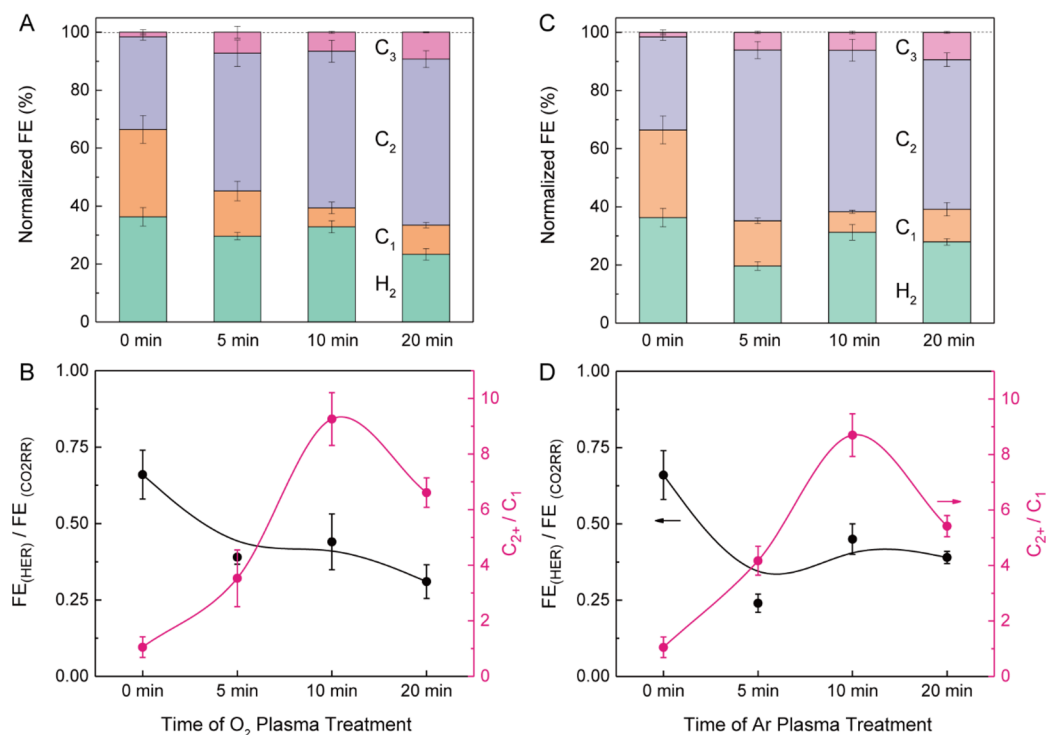 A
Normalized FE (%)
100
80
60
40
20
0
C₃
C₂
C₁
H₂
0 min
5 min
10 min
20 min
C
Normalized FE (%)
100
80
60
40
20
0
C₃
C₂
C₁
H₂
0 min
5 min
10 min
20 min
B
FE(HER) / FE (CO2RR)
1.00
0.75
0.50
0.25
0.00
10
8
6
4
2
0
C₂₊ / C₁
0 min
5 min
10 min
20 min
Time of O₂ Plasma Treatment
D
FE(HER) / FE (CO2RR)
1.00
0.75
0.50
0.25
0.00
10
8
6
4
2
0
C₂₊ / C₁
0 min
5 min
10 min
20 min
Time of Ar Plasma Treatment